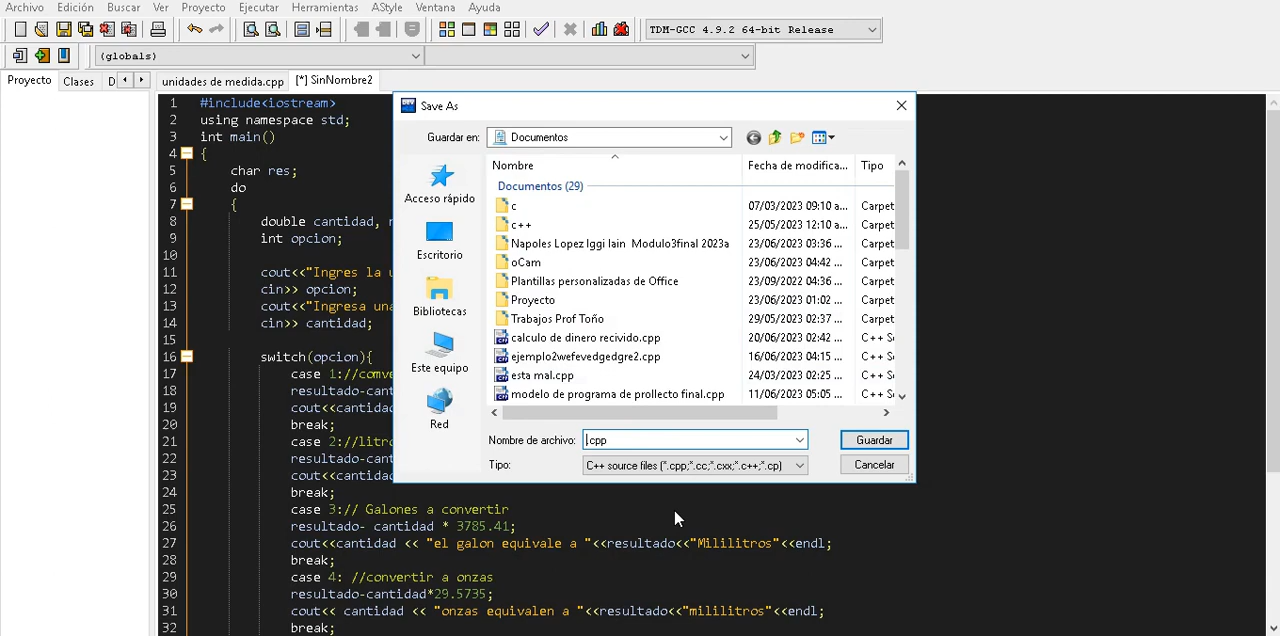 Archivo Edición Buscar Ver Proyecto Ejecutar Herramientas AStyle Ventana Ayuda
TDM-GCC 4.9.2 64-bit Release
(globals)
Proyecto Clases D unidades de medida.cpp [*] SinNombre2
1 #include<iostream>
2 using namespace std;
3 int main()
4 {
5 char res;
6 do
7 {
8 double cantidad,
9 int opcion;
10
11 cout<<"Ingres la
12 cin>> opcion;
13 cout<<"Ingresa una
14 cin>> cantidad;
15
16 switch(opcion){
17 case 1://comv
18 resultado-cant
19 cout<<cantidad
20 break;
21 case 2://litro
22 resultado-cant
23 cout<<cantidad
24 break;
25 case 3:// Galones a convertir
26 resultado- cantidad * 3785.41;
27 cout<<cantidad << "el galon equivale a "<<resultado<<"Mililitros"<<endl;
28 break;
29 case 4: //convertir a onzas
30 resultado-cantidad*29.5735;
31 cout<< cantidad << "onzas equivalen a "<<resultado<<"mililitros"<<endl;
32 break;
Save As
Guardar en: Documentos
Acceso rápido
Escritorio
Bibliotecas
Este equipo
Red
Nombre Fecha de modifica... Tipo
Documentos (29)
c 07/03/2023 09:10 a... Carpet
c++ 25/05/2023 12:10 a... Carpet
Napoles Lopez Iggi Iain Modulo3final 2023a 23/06/2023 03:36 ... Carpet
oCam 23/06/2023 04:42 ... Carpet
Plantillas personalizadas de Office 23/09/2022 04:36 ... Carpet
Proyecto 23/06/2023 01:02 ... Carpet
Trabajos Prof Toño 29/05/2023 02:37 ... Carpet
calculo de dinero recivido.cpp 20/06/2023 06:42 ... C++ S
ejemplo2wefevedgedgre2.cpp 16/06/2023 04:15 ... C++ S
esta mal.cpp 24/03/2023 02:25 ... C++ S
modelo de programa de prollecto final.cpp 11/06/2023 05:05 ... C++ S
Nombre de archivo: .cpp Guardar
Tipo: C++ source files (*.cpp;*.cc;*.cxx;*.c++;*.cp) Cancelar